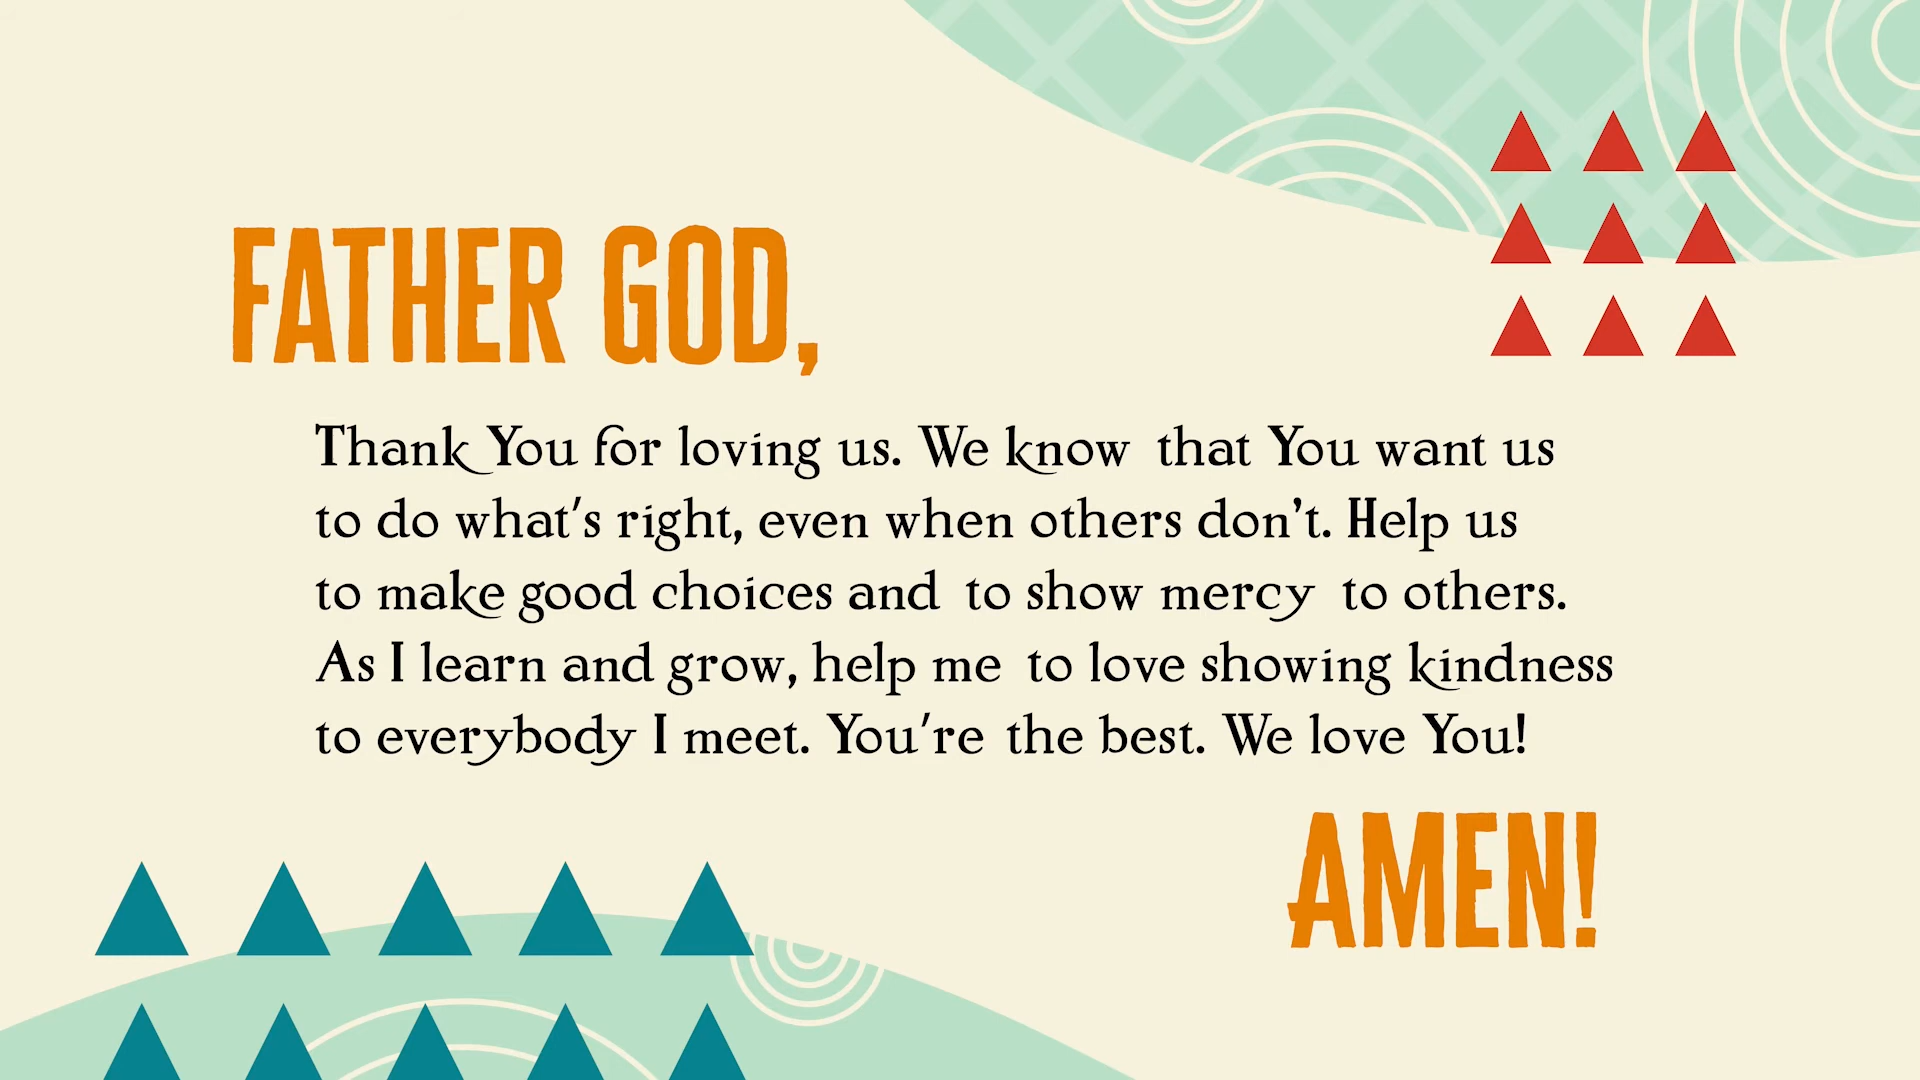 FATHER GOD,
Thank You for loving us. We know that You want us
to do what's right, even when others don’t. Help us
to make good choices and to show mercy to others.
As I learn and grow, help me to love showing kindness
to everybody I meet. You're the best. We love You!
AMEN!